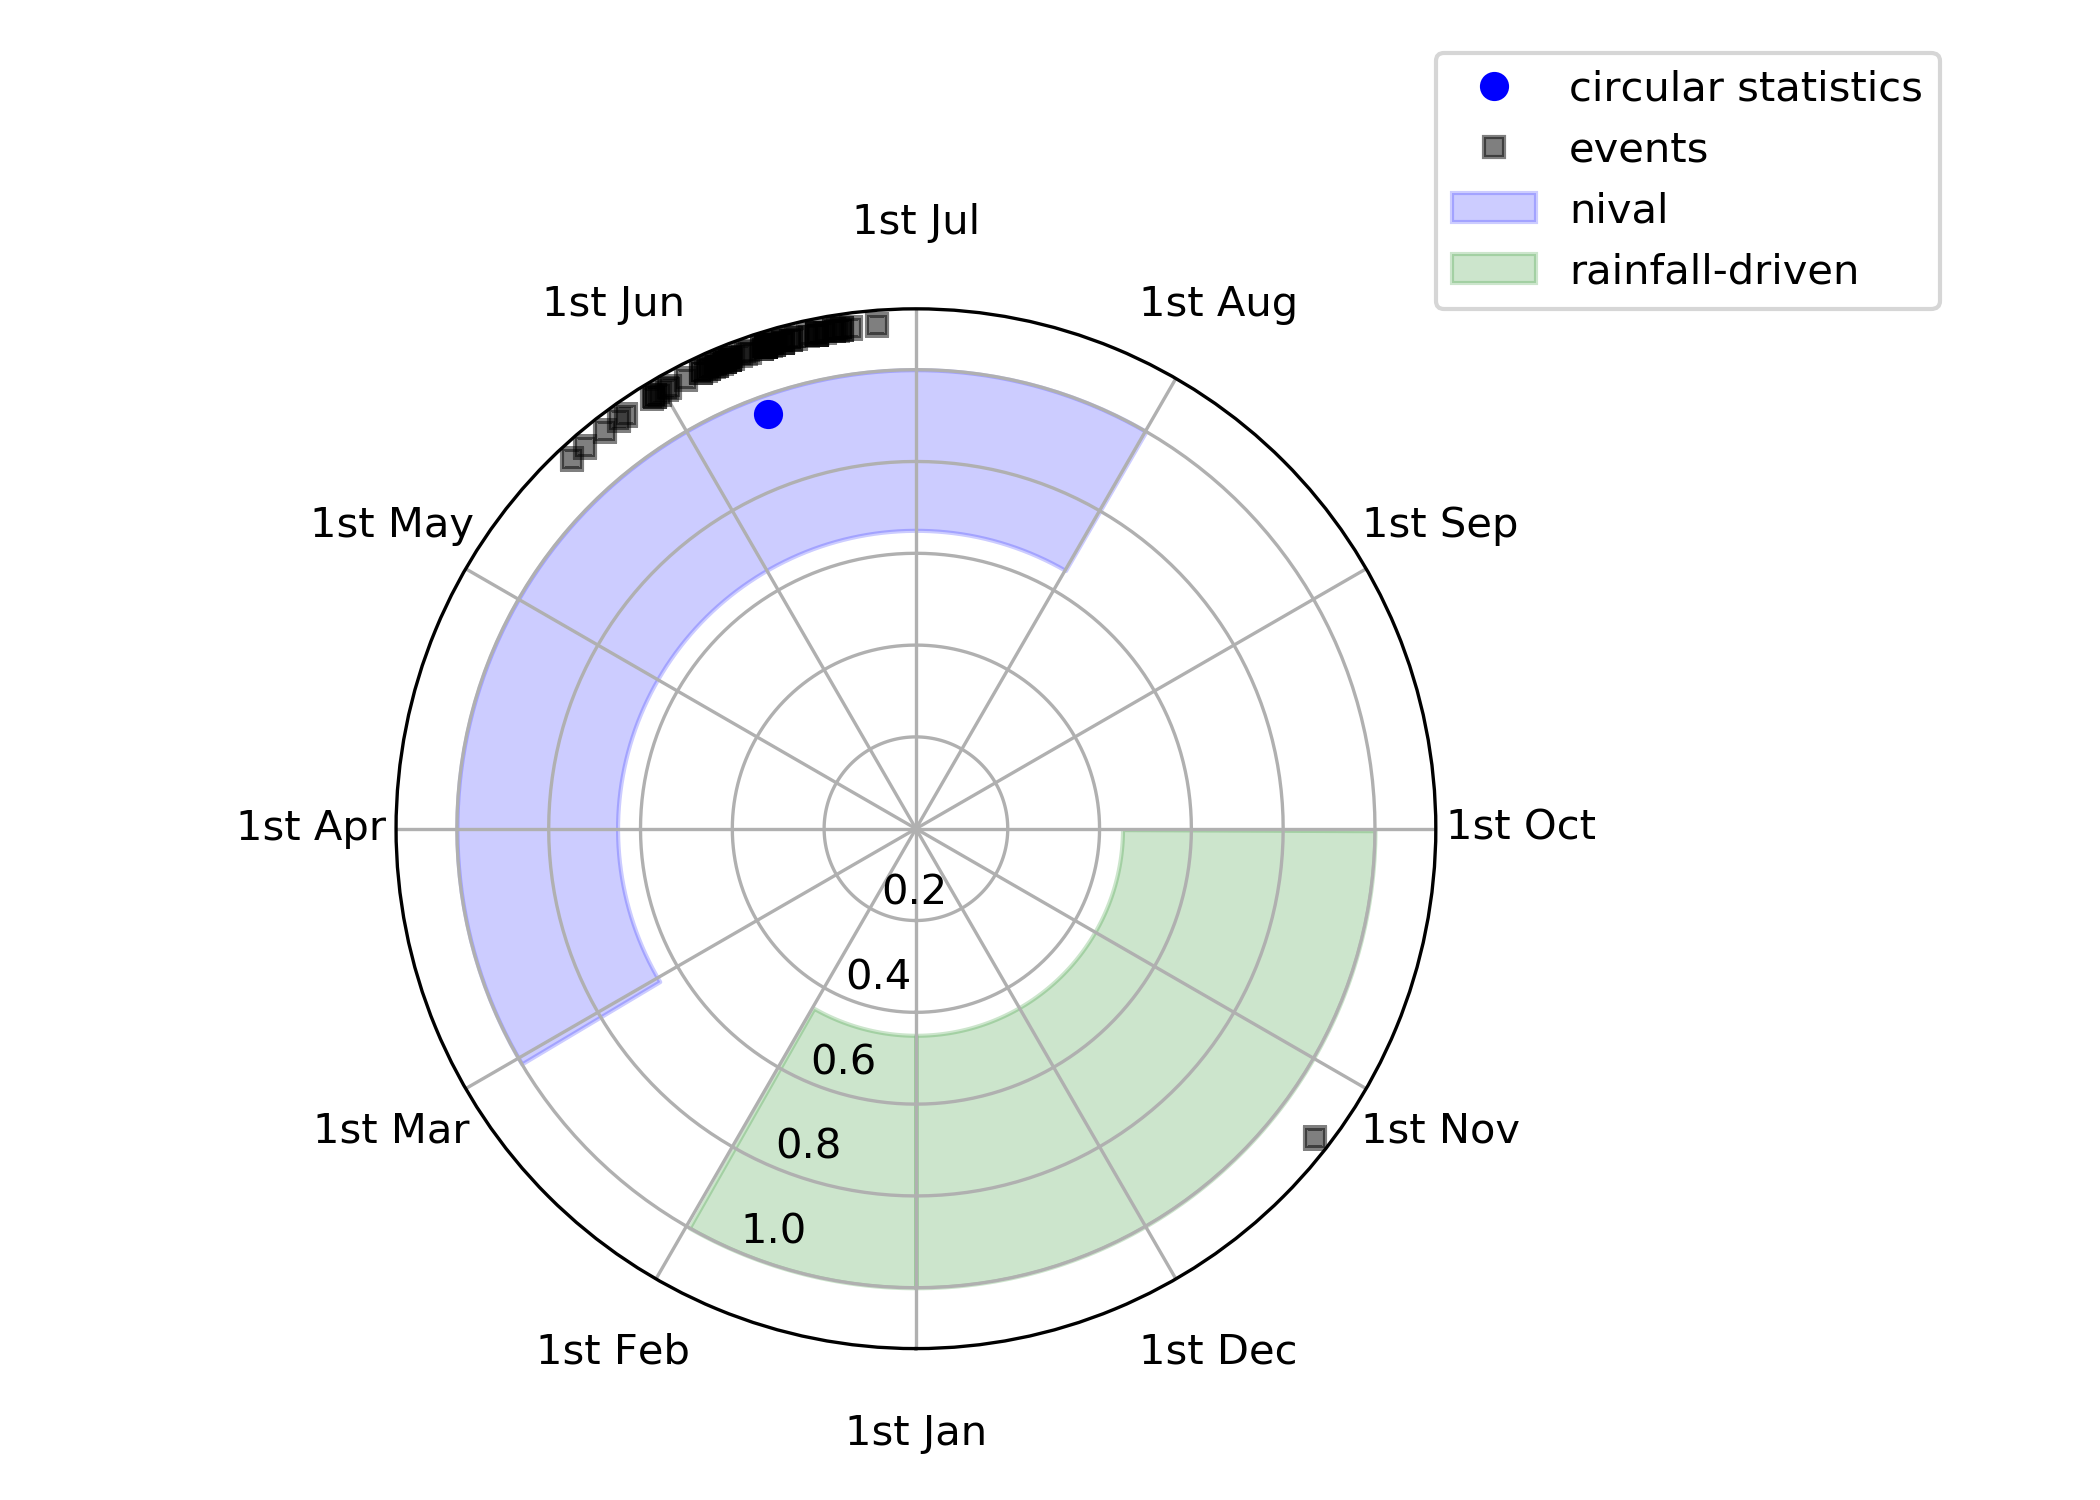 circular statistics
events
nival
rainfall-driven
1st Jul
1st Jun
1st Aug
1st May
1st Sep
1st Apr
1st Oct
0.2
0.4
0.6
0.8
1.0
1st Mar
1st Nov
1st Feb
1st Dec
1st Jan